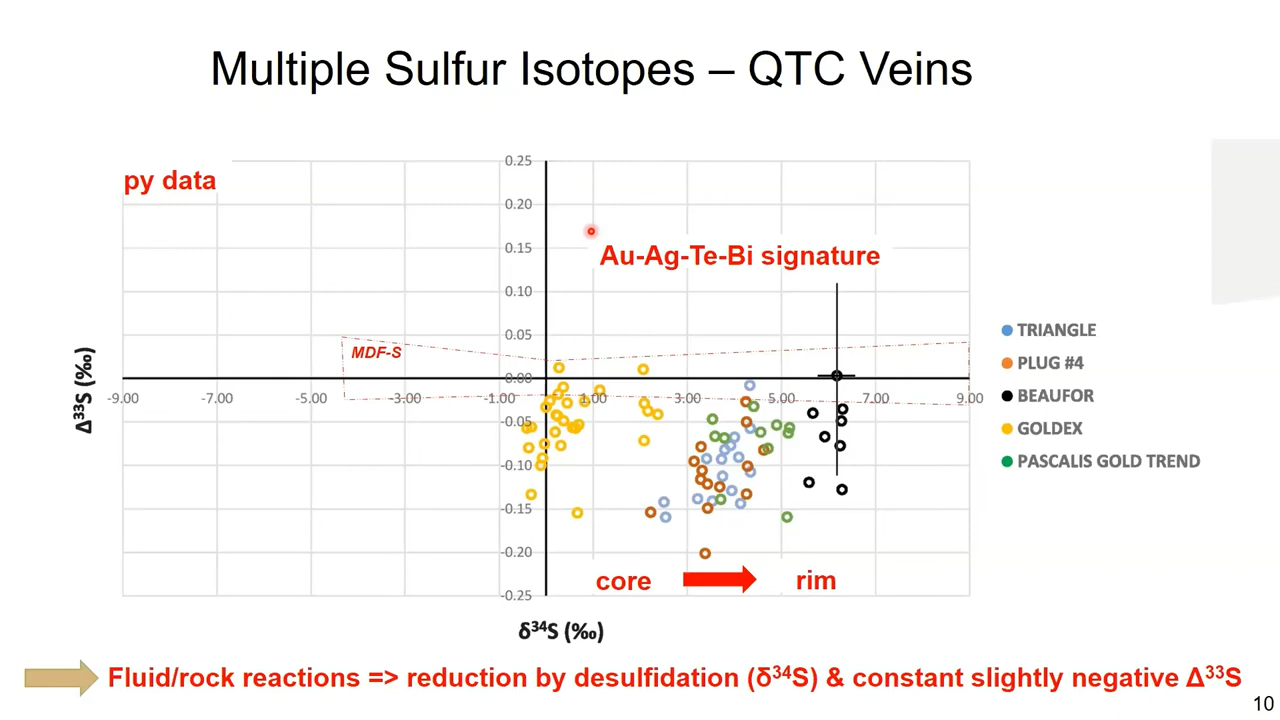 Multiple Sulfur Isotopes – QTC Veins
py data
0.25
0.20
0.15
0.10
0.05
0.00
-0.05
-0.10
-0.15
-0.20
-0.25
Au-Ag-Te-Bi signature
MDF-S
-9.00 -7.00 -5.00 -3.00 -1.00 1.00 3.00 5.00 7.00 9.00
Δ³³S (‰)
TRIANGLE
PLUG #4
BEAUFOR
GOLDEX
PASCALIS GOLD TREND
core rim
δ³⁴S (‰)
Fluid/rock reactions => reduction by desulfidation (δ³⁴S) & constant slightly negative Δ³³S
10